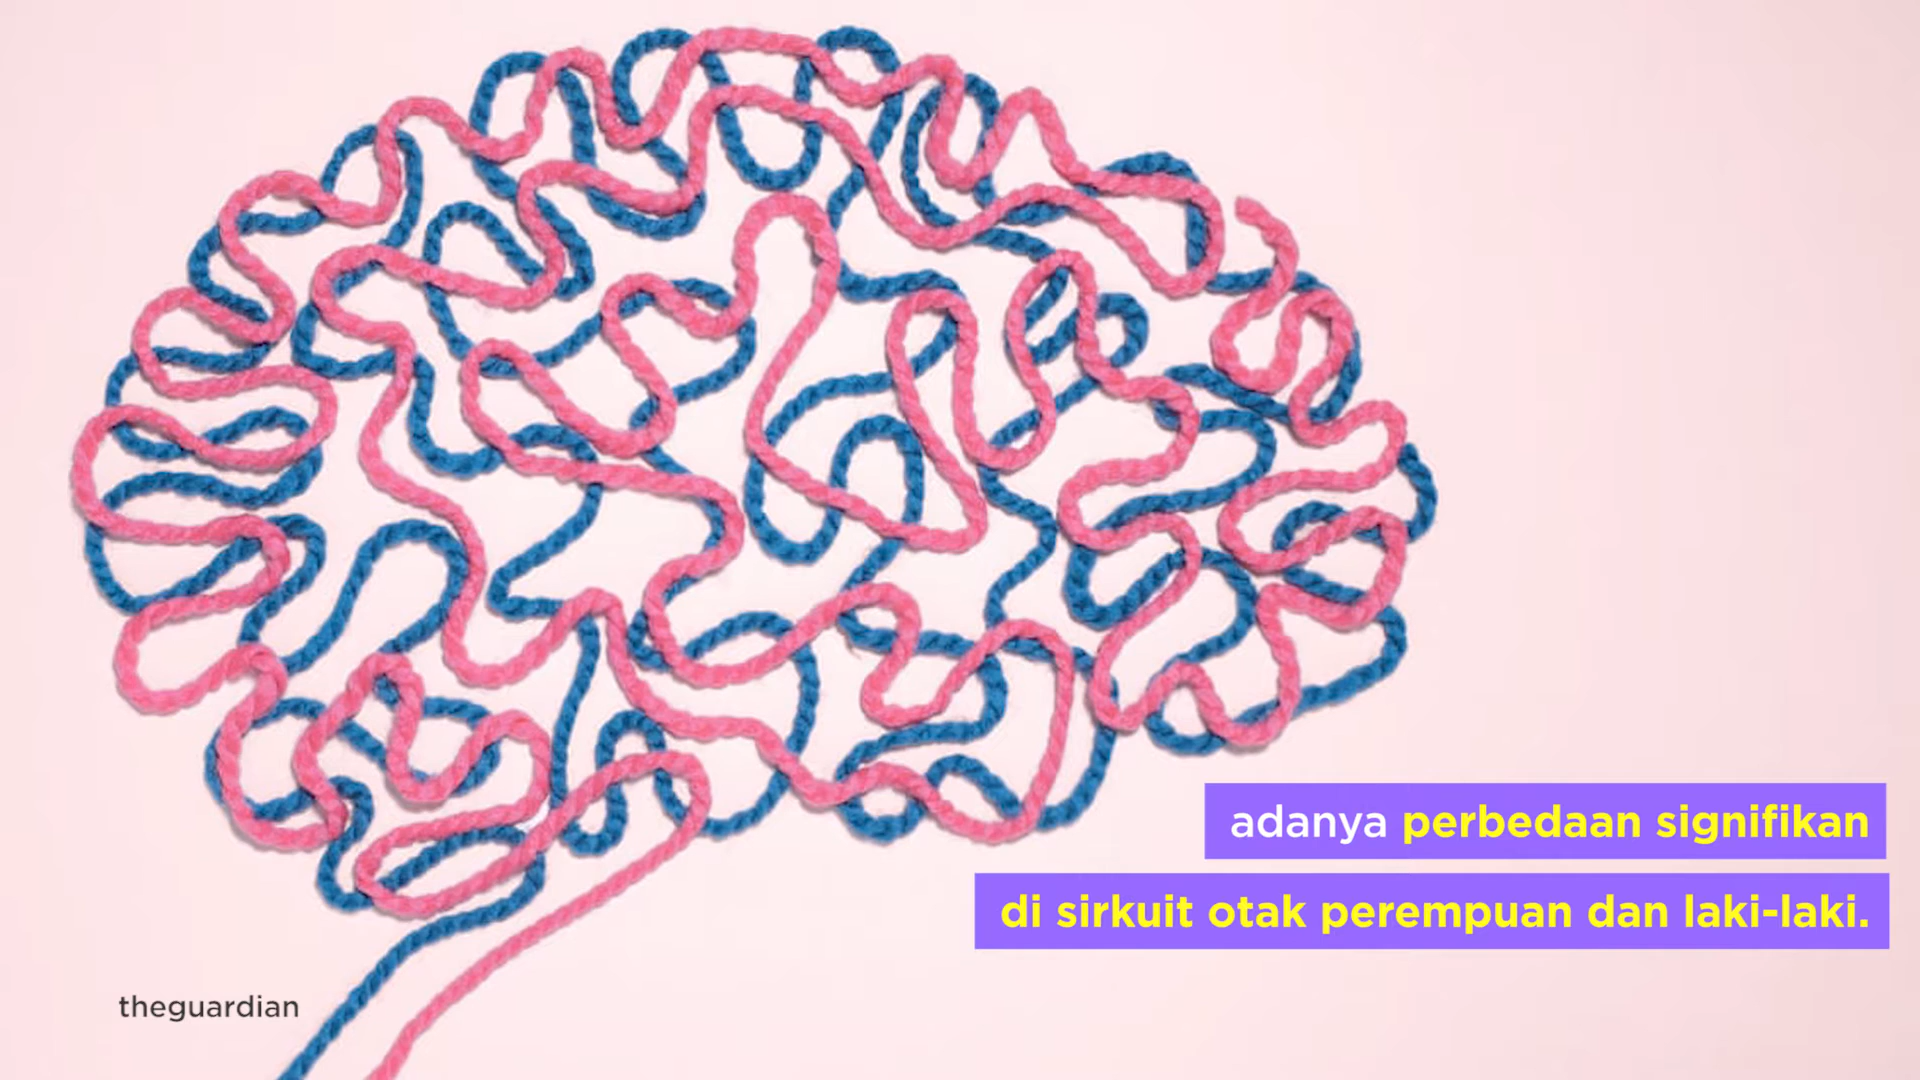 adanya perbedaan signifikan
di sirkuit otak perempuan dan laki-laki.
theguardian